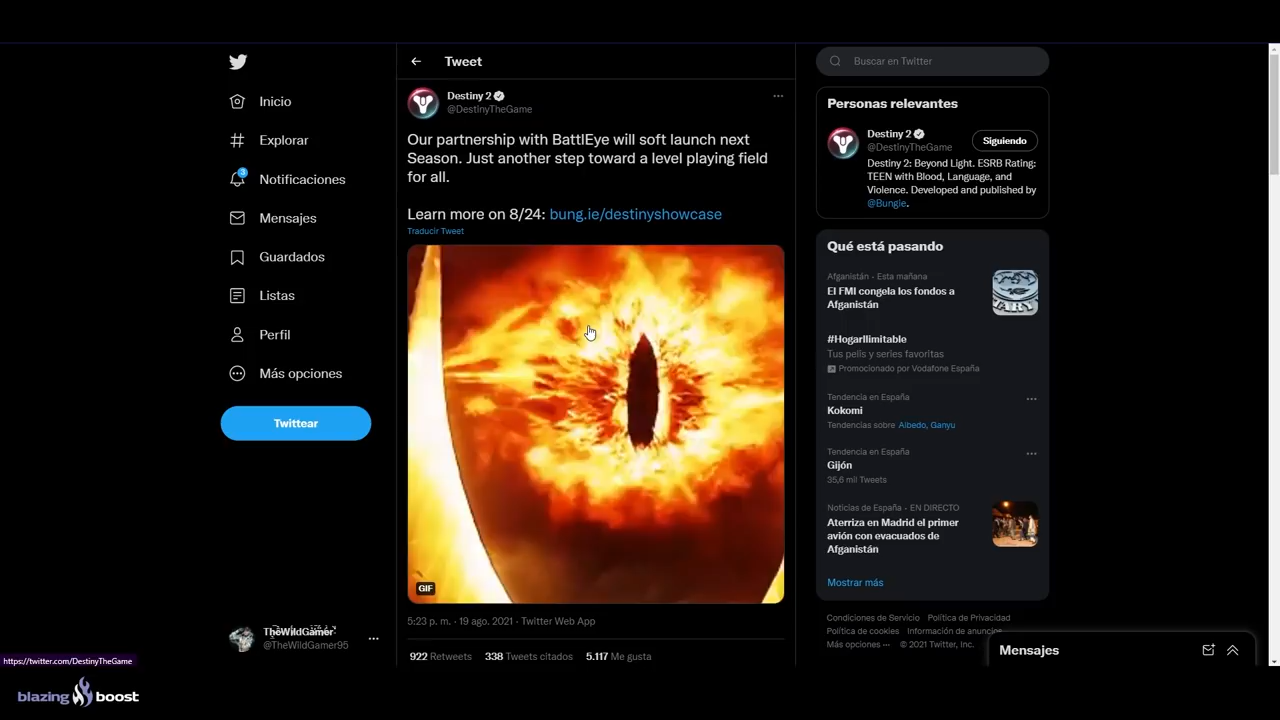 Inicio
Explorar
3
Notificaciones
Mensajes
Guardados
Listas
Perfil
Más opciones
Twittear
TheWildGamer
@TheWildGamer95
https://twitter.com/DestinyTheGame
blazing boost
Tweet
Destiny 2
@DestinyTheGame
Our partnership with BattlEye will soft launch next
Season. Just another step toward a level playing field
for all.
Learn more on 8/24: bung.ie/destinyshowcase
Traducir Tweet
GIF
5:23 p. m. · 19 ago. 2021 · Twitter Web App
922 Retweets 338 Tweets citados 5.117 Me gusta
Buscar en Twitter
Personas relevantes
Destiny 2
@DestinyTheGame
Siguiendo
Destiny 2: Beyond Light. ESRB Rating:
TEEN with Blood, Language, and
Violence. Developed and published by
@Bungie.
Qué está pasando
Afganistán · Esta mañana
El FMI congela los fondos a
Afganistán
#HogarIlimitable
Tus pelis y series favoritas
Promocionado por Vodafone España
Tendencia en España
Kokomi
Tendencias sobre Albedo, Ganyu
Tendencia en España
Gijón
35,6 mil Tweets
Noticias de España · EN DIRECTO
Aterriza en Madrid el primer
avión con evacuados de
Afganistán
Mostrar más
Condiciones de Servicio Política de Privacidad
Política de cookies Información de anuncios
Más opciones ··· © 2021 Twitter, Inc.
Mensajes